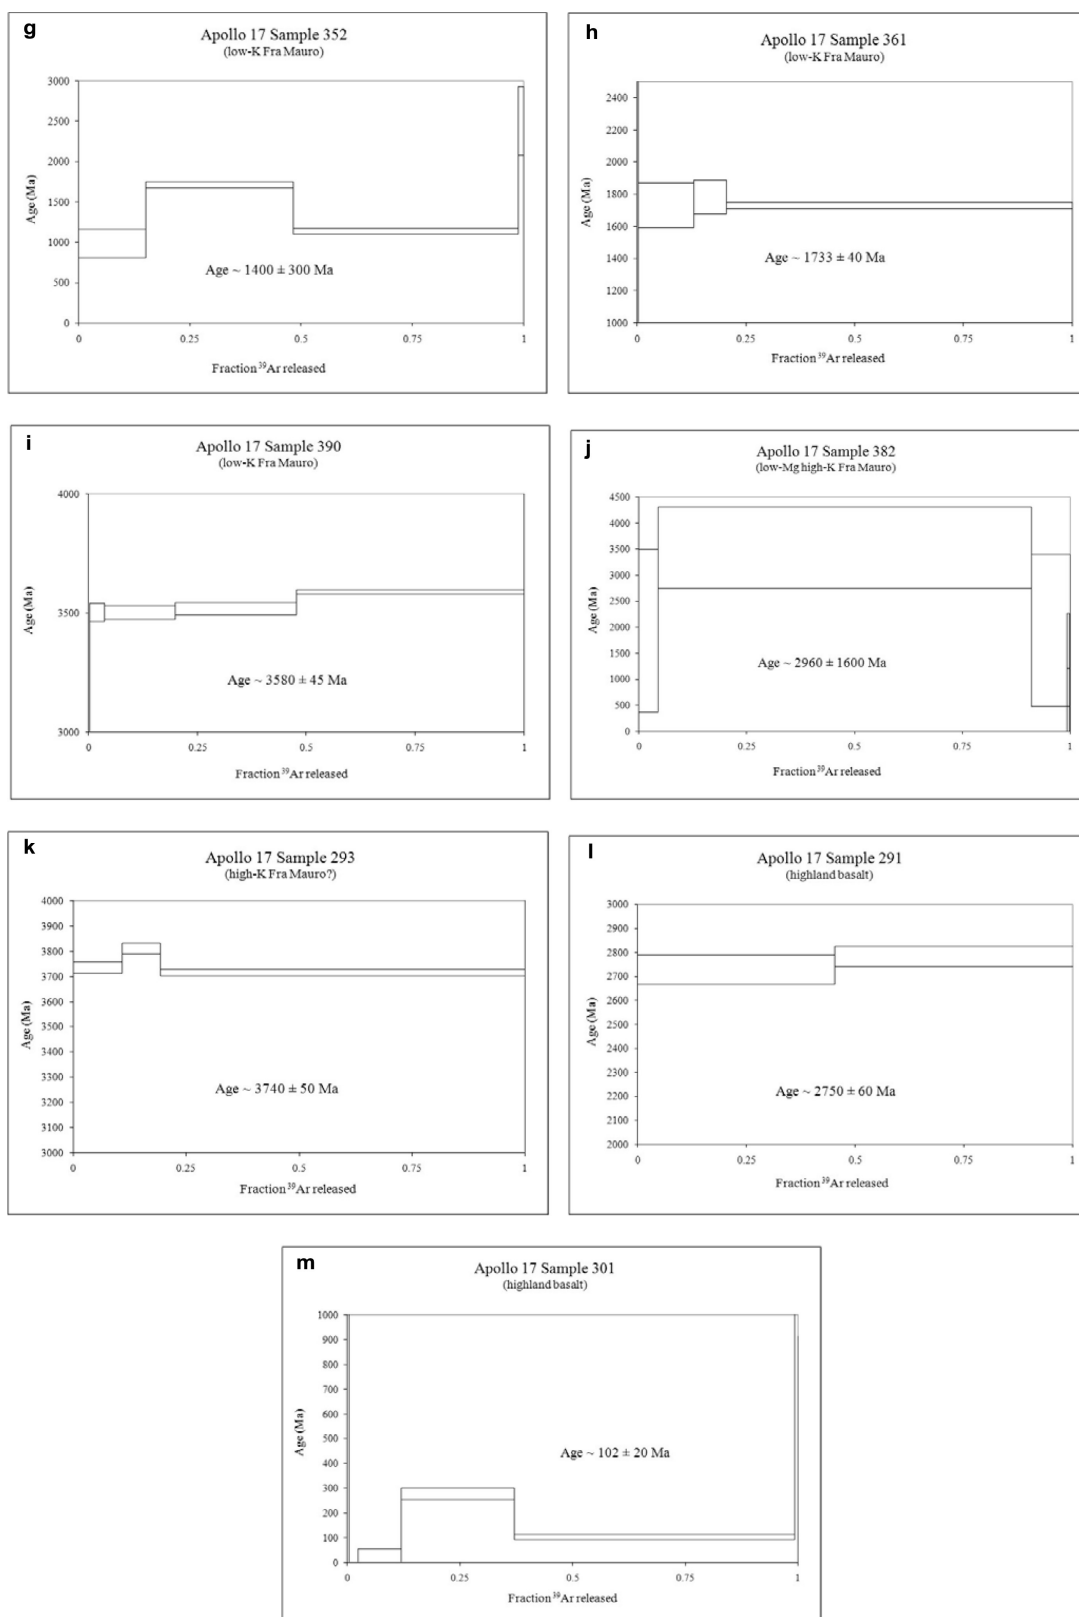 g
Apollo 17 Sample 352
(low-K Fra Mauro)
3000
2500
2000
1500
1000
500
0
Age (Ma)
Age ~ 1400 ± 300 Ma
0 0.25 0.5 0.75 1
Fraction ³⁹Ar released
h
Apollo 17 Sample 361
(low-K Fra Mauro)
2400
2200
2000
1800
1600
1400
1200
1000
Age (Ma)
Age ~ 1733 ± 40 Ma
0 0.25 0.5 0.75 1
Fraction ³⁹Ar released
i
Apollo 17 Sample 390
(low-K Fra Mauro)
4000
3500
3000
Age (Ma)
Age ~ 3580 ± 45 Ma
0 0.25 0.5 0.75 1
Fraction ³⁹Ar released
j
Apollo 17 Sample 382
(low-Mg high-K Fra Mauro)
4500
4000
3500
3000
2500
2000
1500
1000
500
0
Age (Ma)
Age ~ 2960 ± 1600 Ma
0 0.25 0.5 0.75 1
Fraction ³⁹Ar released
k
Apollo 17 Sample 293
(high-K Fra Mauro?)
4000
3900
3800
3700
3600
3500
3400
3300
3200
3100
3000
Age (Ma)
Age ~ 3740 ± 50 Ma
0 0.25 0.5 0.75 1
Fraction ³⁹Ar released
l
Apollo 17 Sample 291
(highland basalt)
3000
2900
2800
2700
2600
2500
2400
2300
2200
2100
2000
Age (Ma)
Age ~ 2750 ± 60 Ma
0 0.25 0.5 0.75 1
Fraction ³⁹Ar released
m
Apollo 17 Sample 301
(highland basalt)
1000
900
800
700
600
500
400
300
200
100
0
Age (Ma)
Age ~ 102 ± 20 Ma
0 0.25 0.5 0.75 1
Fraction ³⁹Ar released